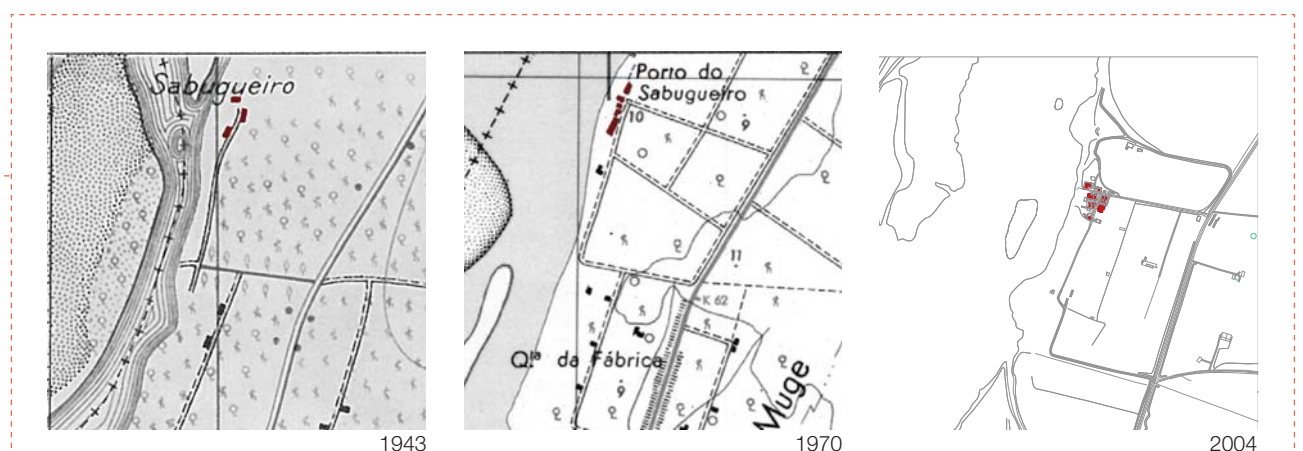 Sabugueiro
1943
Porto do
Sabugueiro
10
9
11
K 62
Qta da Fábrica
9
Muge
1970
2004